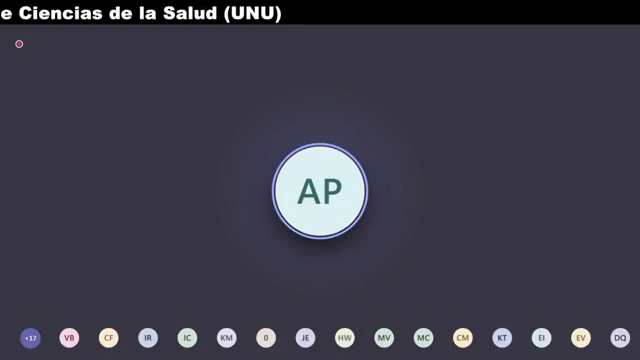 e Ciencias de la Salud (UNU)
AP
+17 VB CF IR IC KM 0 JE HW MV MC CM KT EI EV DQ